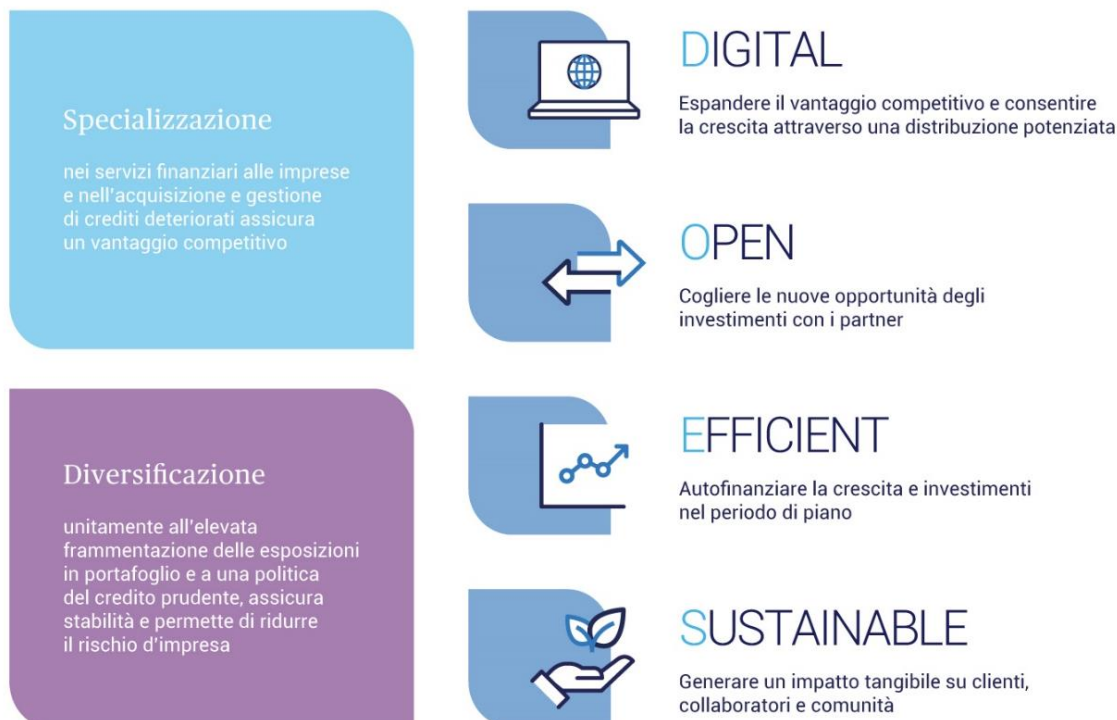 Specializzazione
nei servizi finanziari alle imprese
e nell'acquisizione e gestione
di crediti deteriorati assicura
un vantaggio competitivo
Diversificazione
unitamente all'elevata
frammentazione delle esposizioni
in portafoglio e a una politica
del credito prudente, assicura
stabilità e permette di ridurre
il rischio d'impresa
DIGITAL
Espandere il vantaggio competitivo e consentire
la crescita attraverso una distribuzione potenziata
OPEN
Cogliere le nuove opportunità degli
investimenti con i partner
EFFICIENT
Autofinanziare la crescita e investimenti
nel periodo di piano
SUSTAINABLE
Generare un impatto tangibile su clienti,
collaboratori e comunità